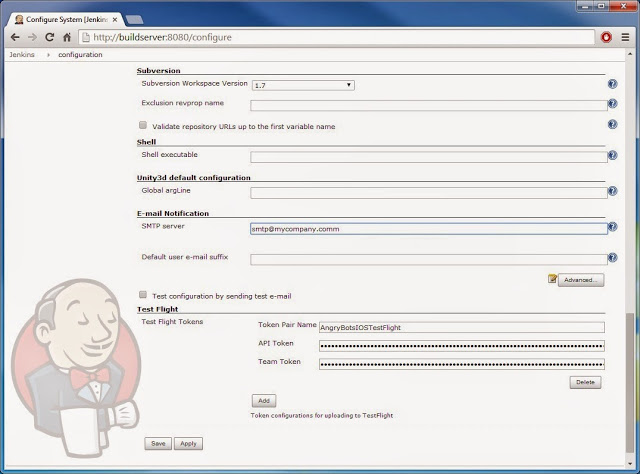 Configure System [Jenkin
http://buildserver:8080/configure
Jenkins configuration
Subversion
Subversion Workspace Version 1.7
Exclusion revprop name
Validate repository URLs up to the first variable name
Shell
Shell executable
Unity3d default configuration
Global argLine
E-mail Notification
SMTP server smtp@mycompany.comm
Default user e-mail suffix
Advanced...
Test configuration by sending test e-mail
Test Flight
Test Flight Tokens Token Pair Name AngryBotsIOSTestFlight
API Token
Team Token
Delete
Add
Token configurations for uploading to TestFlight
Save Apply